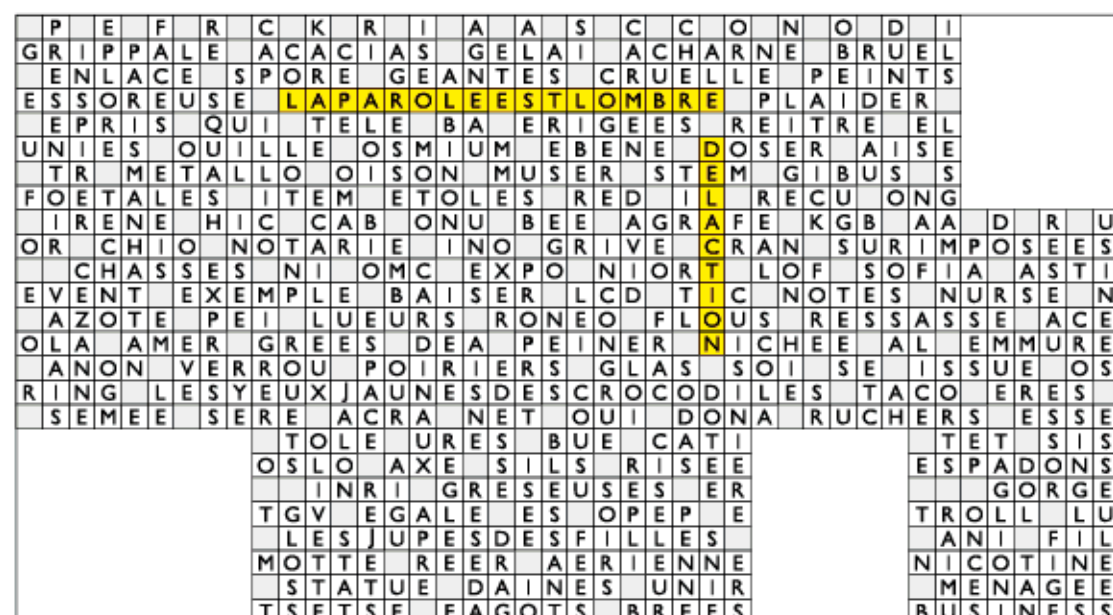 P E F R C K R I A A S C C O N O D I
GRIPPALE ACACIAS GELAI ACHARNE BRUEL
ENLACE SPORE GEANTES CRUELLE PEINTS
ESSOREUSE LAPAROLEESTLOMBRE PLAIDER
EPRIS QUI TELE BA ERIGEES REITRE EL
UNIES OUILLE OSMIUM EBENE DOSER AISE
TR METALLO OISON MUSER STEM GIBUS S
FOETALES ITEM ETOLES RED IL RECU ONG
IRENE HIC CAB ONU BEE AGRAFE KGB AA D R U
OR CHIO NOTARIE INO GRIVE CRAN SURIMPOSEES
CHASSES NI OMC EXPO NIORT LOF SOFIA ASTI
EVENT EXEMPLE BAISER LCD TIC NOTES NURSE N
AZOTE PEI LUEURS RONEO FLOUS RESSASSE ACE
OLA AMER GREES DEA PEINER NICHEE AL EMMURE
ANON VERROU POIRIERS GLAS SOI SE ISSUE OS
RING LESYEUXJAUNESDESCROCODILES TACO ERES
SEMEE SERE ACRA NET OUI DONA RUCHERS ESSE
TOLE URES BUE CATI TET SIS
OSLO AXE SILS RISEE ESPADONS
INRI GRESEUSES ER GORGE
TGV EGALE ES OPEP E TROLL LU
LESJUPESDESFILLES ANI FIL
MOTTE REER AERIENNE NICOTINE
STATUE DAINES UNIR MENAGEE
TSETSE FAGOTS BREES BUSINESS